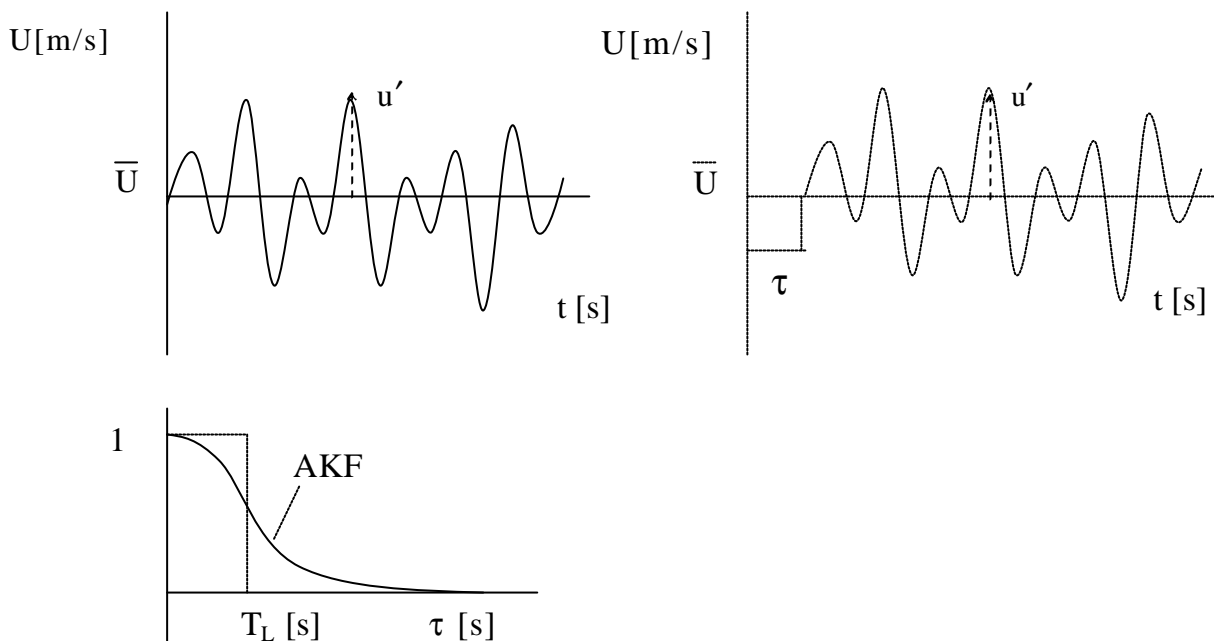 U[m/s]
u′
U̅
t [s]
U[m/s]
u′
U̅
τ
t [s]
1
AKF
T_L [s]
τ [s]